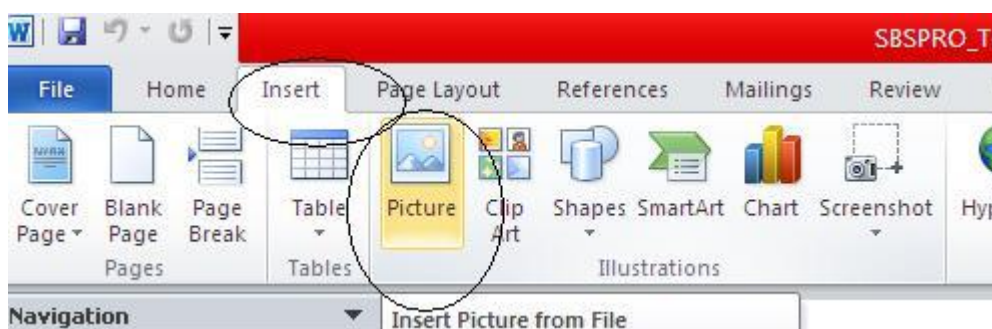 W
SBSPRO_T
File Home Insert Page Layout References Mailings Review
Cover Page Blank Page Page Break Table Picture Clip Art Shapes SmartArt Chart Screenshot Hyp
Pages Tables Illustrations
Navigation
Insert Picture from File